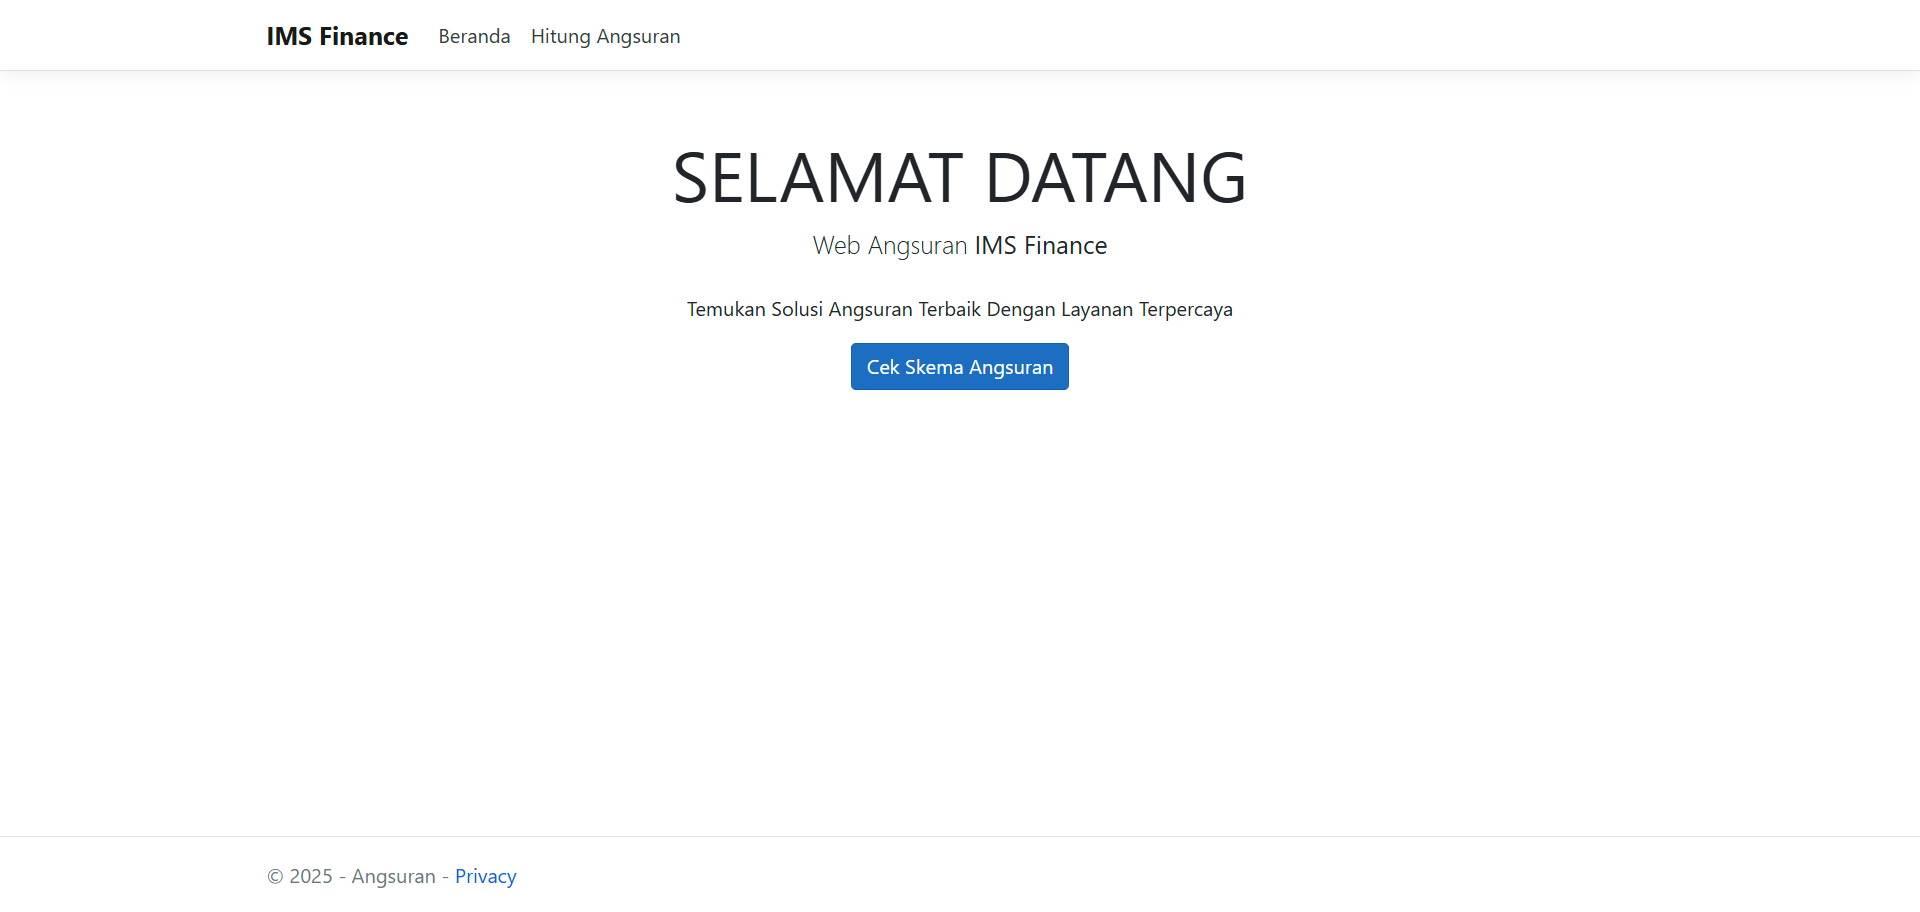 IMS Finance Beranda Hitung Angsuran
SELAMAT DATANG
Web Angsuran IMS Finance
Temukan Solusi Angsuran Terbaik Dengan Layanan Terpercaya
Cek Skema Angsuran
© 2025 - Angsuran - Privacy